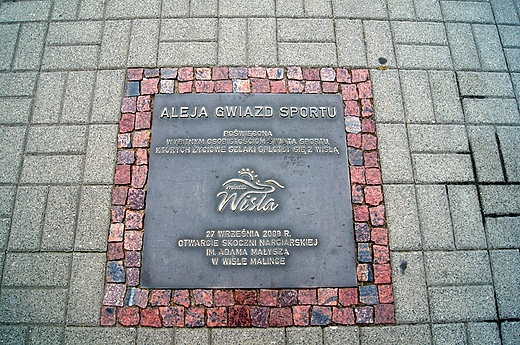 ALEJA GWIAZD SPORTU
POŚWIĘCONA
WYBITNYM OSOBISTOŚCIOM ŚWIATA SPORTU
KTÓRYCH ŻYCIOWE SZLAKI SPLOTŁY SIĘ Z WISŁĄ
miasto
Wisła
27 WRZEŚNIA 2008 R.
OTWARCIE SKOCZNI NARCIARSKIEJ
IM. ADAMA MAŁYSZA
W WIŚLE MALINCE